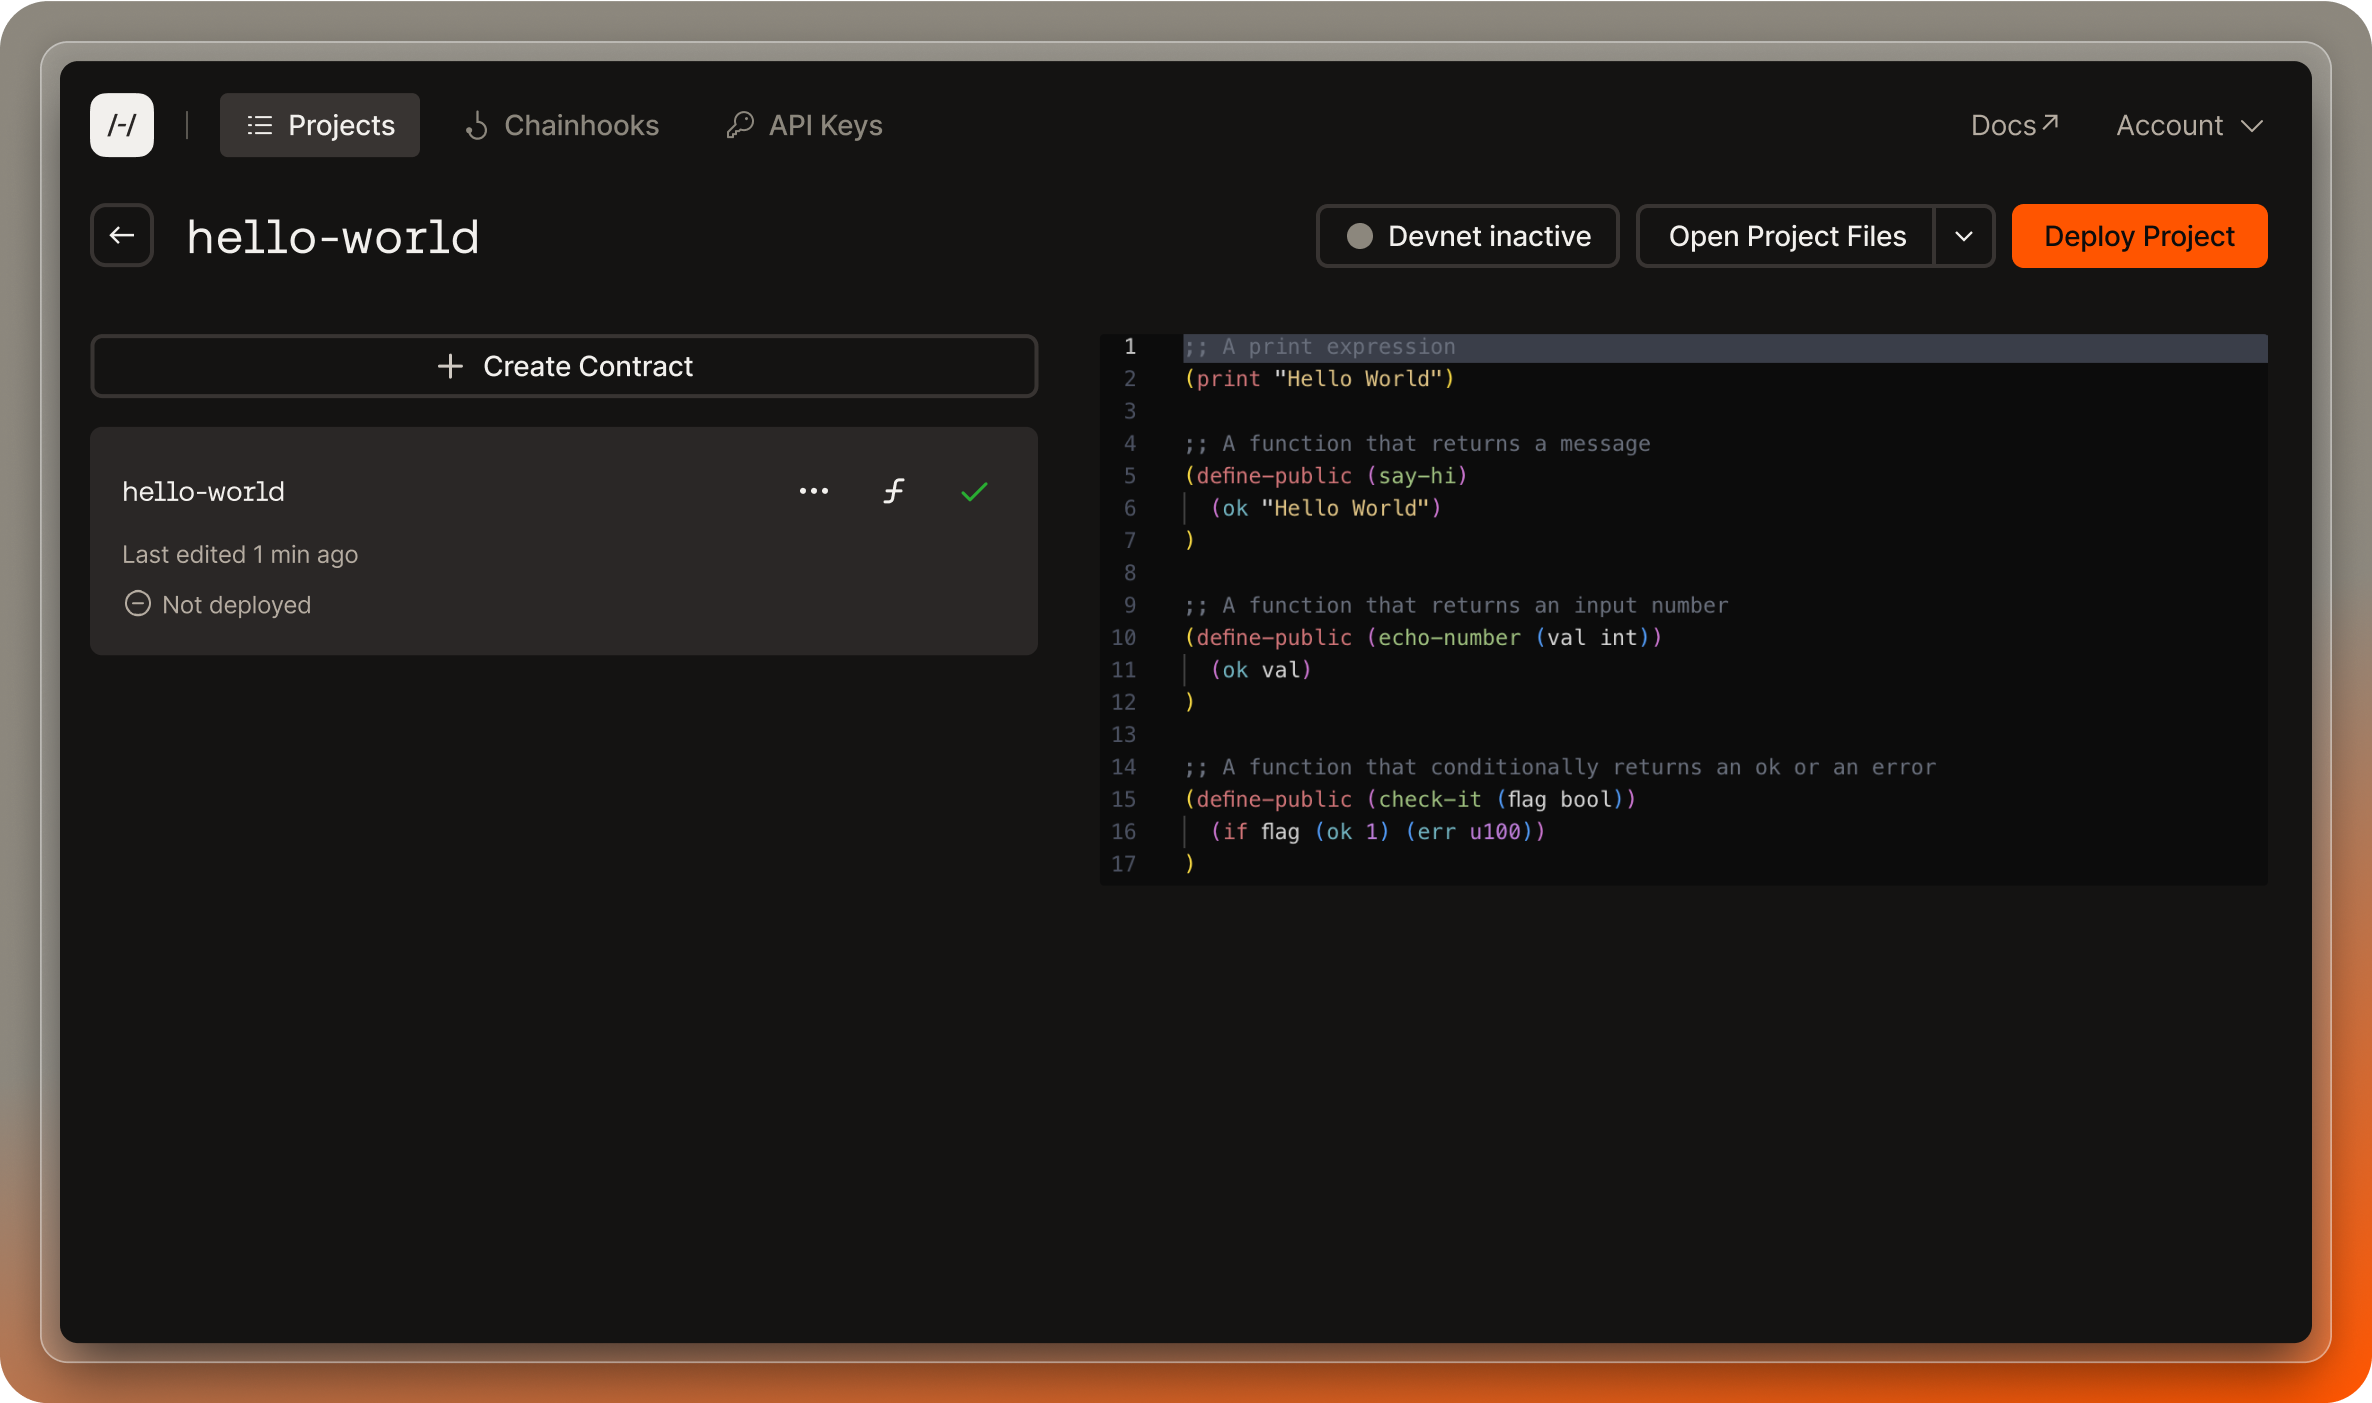 /-/
Projects
Chainhooks
API Keys
Docs
Account
hello-world
Devnet inactive
Open Project Files
Deploy Project
Create Contract
hello-world
Last edited 1 min ago
Not deployed
1 ;; A print expression
2 (print "Hello World")
3
4 ;; A function that returns a message
5 (define-public (say-hi)
6 (ok "Hello World")
7 )
8
9 ;; A function that returns an input number
10 (define-public (echo-number (val int))
11 (ok val)
12 )
13
14 ;; A function that conditionally returns an ok or an error
15 (define-public (check-it (flag bool))
16 (if flag (ok 1) (err u100))
17 )